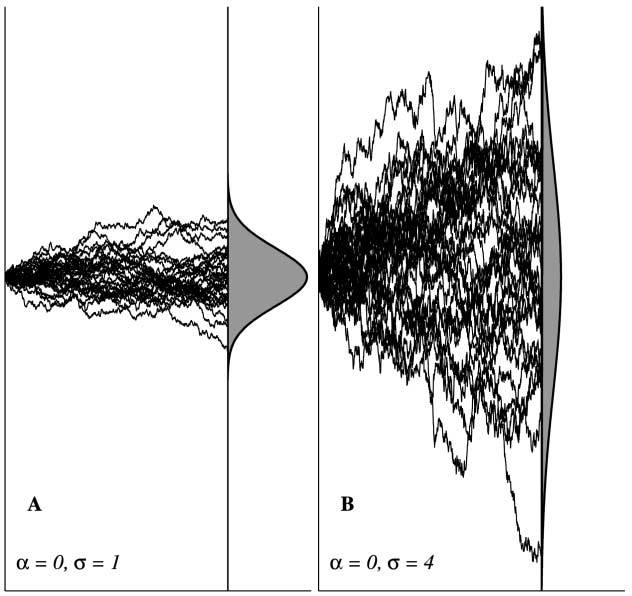 A
α = 0, σ = 1
B
α = 0, σ = 4